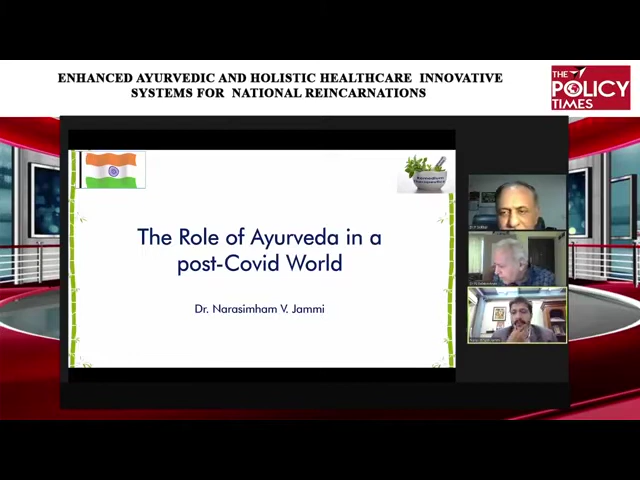 ENHANCED AYURVEDIC AND HOLISTIC HEALTHCARE INNOVATIVE
SYSTEMS FOR NATIONAL REINCARNATIONS
THE
POLICY
TIMES
The Role of Ayurveda in a
post-Covid World
Dr. Narasimham V. Jammi